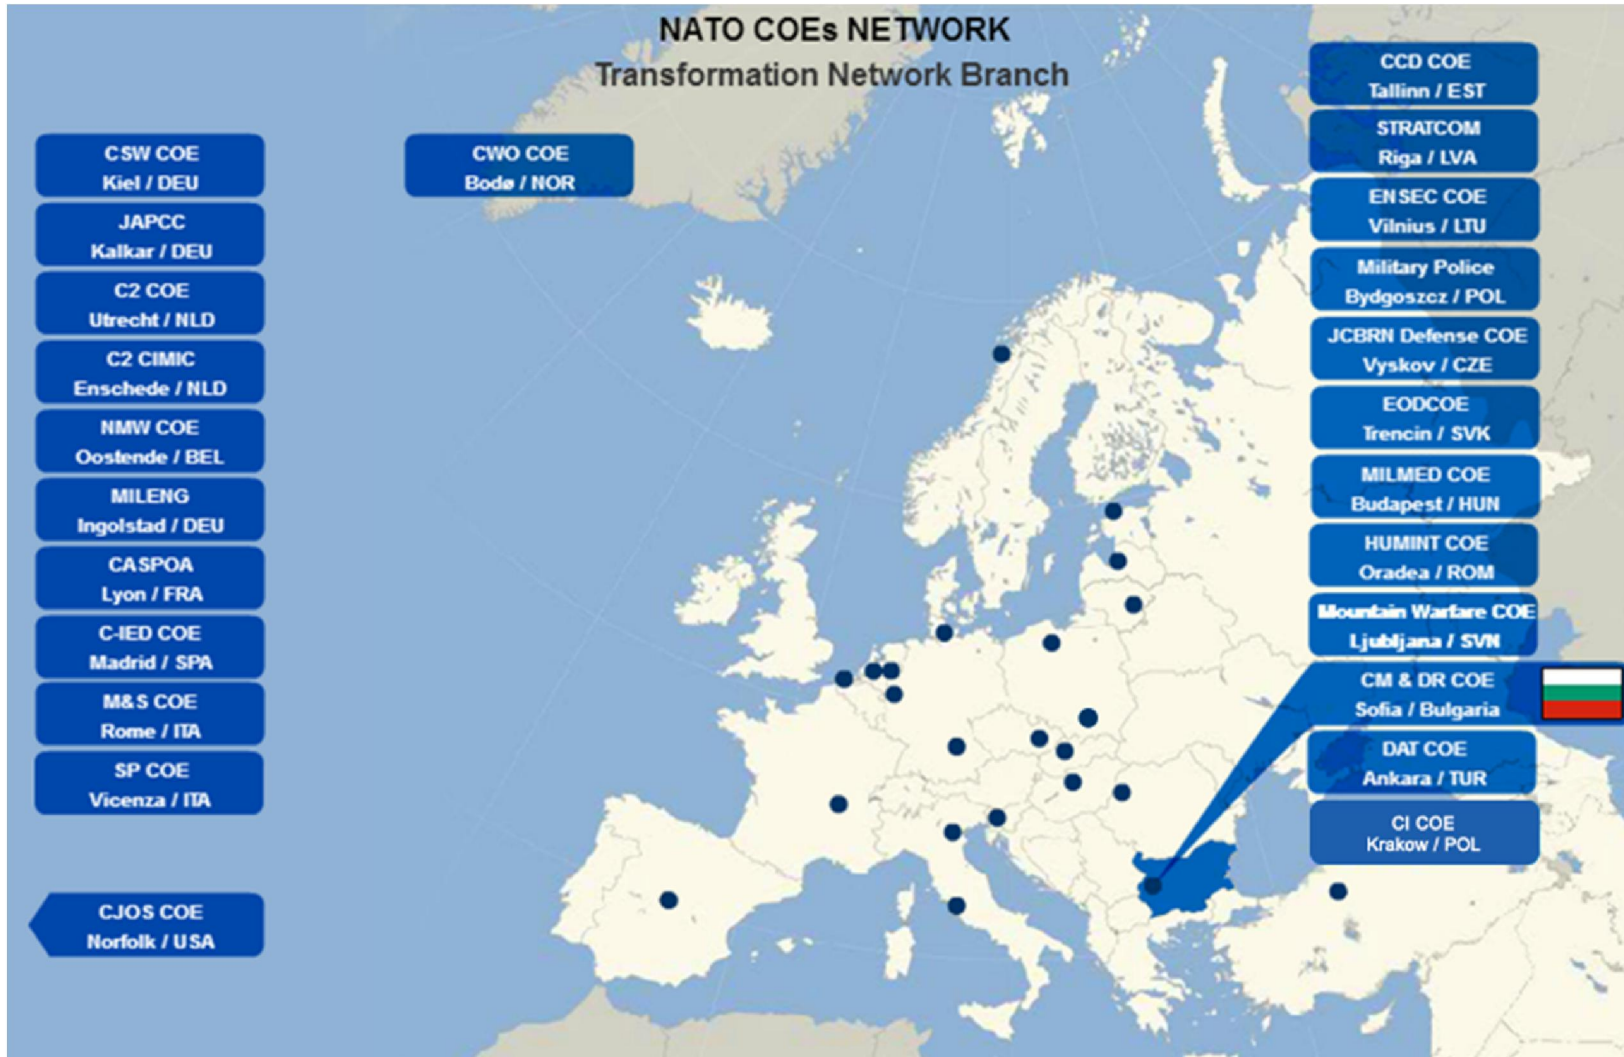 NATO COEs NETWORK
Transformation Network Branch
CSW COE
Kiel / DEU
JAPCC
Kalkar / DEU
C2 COE
Utrecht / NLD
C2 CIMIC
Enschede / NLD
NMW COE
Oostende / BEL
MILENG
Ingolstad / DEU
CASPOA
Lyon / FRA
C-IED COE
Madrid / SPA
M&S COE
Rome / ITA
SP COE
Vicenza / ITA
CJOS COE
Norfolk / USA
CWO COE
Bodø / NOR
CCD COE
Tallinn / EST
STRATCOM
Riga / LVA
ENSEC COE
Vilnius / LTU
Military Police
Bydgoszcz / POL
JCBRN Defense COE
Vyskov / CZE
EODCOE
Trencin / SVK
MILMED COE
Budapest / HUN
HUMINT COE
Oradea / ROM
Mountain Warfare COE
Ljubljana / SVN
CM & DR COE
Sofia / Bulgaria
DAT COE
Ankara / TUR
CI COE
Krakow / POL